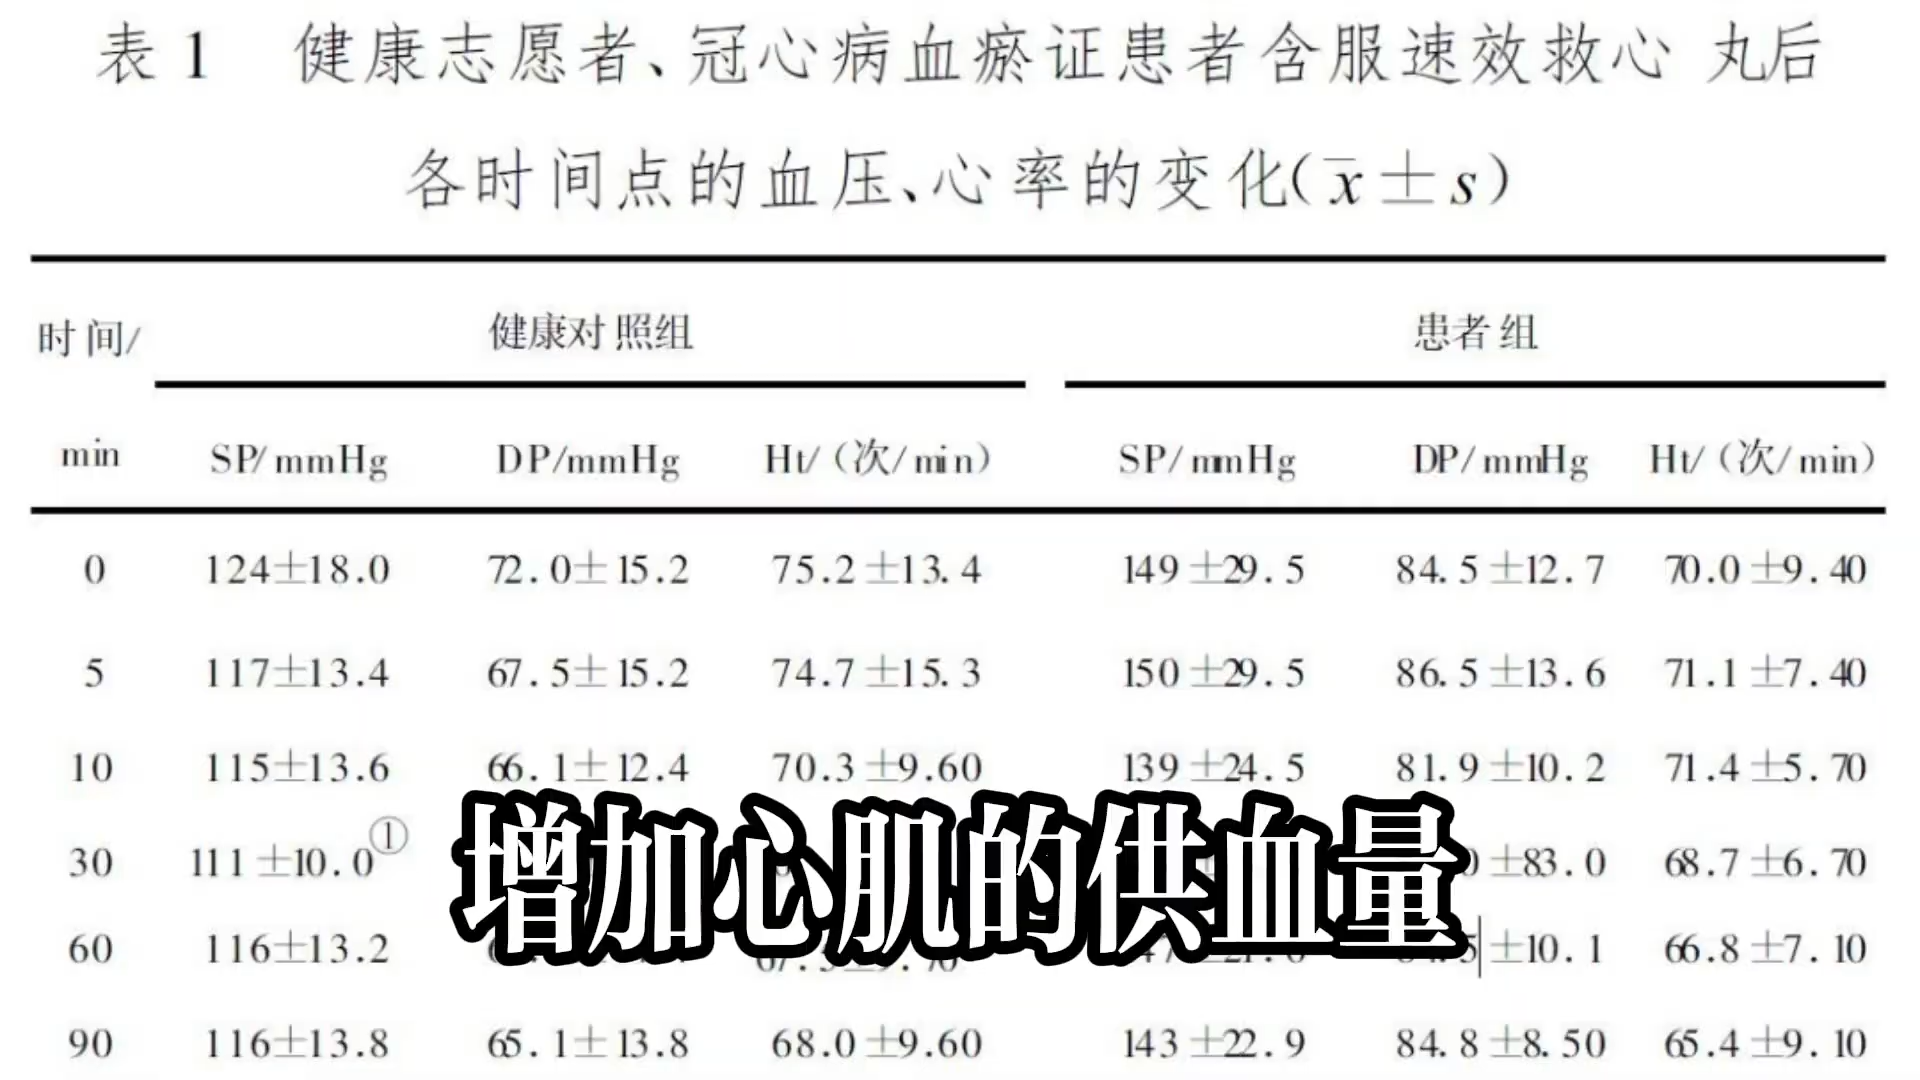 表 1 健康志愿者、冠心病血瘀证患者含服速效救心 丸后
各时间点的血压、心率的变化(x̄±s)
时间/ 健康对照组 患者组
min SP/mmHg DP/mmHg Ht/(次/min) SP/mmHg DP/mmHg Ht/(次/min)
0 124±18.0 72.0±15.2 75.2±13.4 149±29.5 84.5±12.7 70.0±9.40
5 117±13.4 67.5±15.2 74.7±15.3 150±29.5 86.5±13.6 71.1±7.40
10 115±13.6 66.1±12.4 70.3±9.60 139±24.5 81.9±10.2 71.4±5.70
30 111±10.0① ±83.0 68.7±6.70
增加心肌的供血量
60 116±13.2 ±10.1 66.8±7.10
90 116±13.8 65.1±13.8 68.0±9.60 143±22.9 84.8±8.50 65.4±9.10